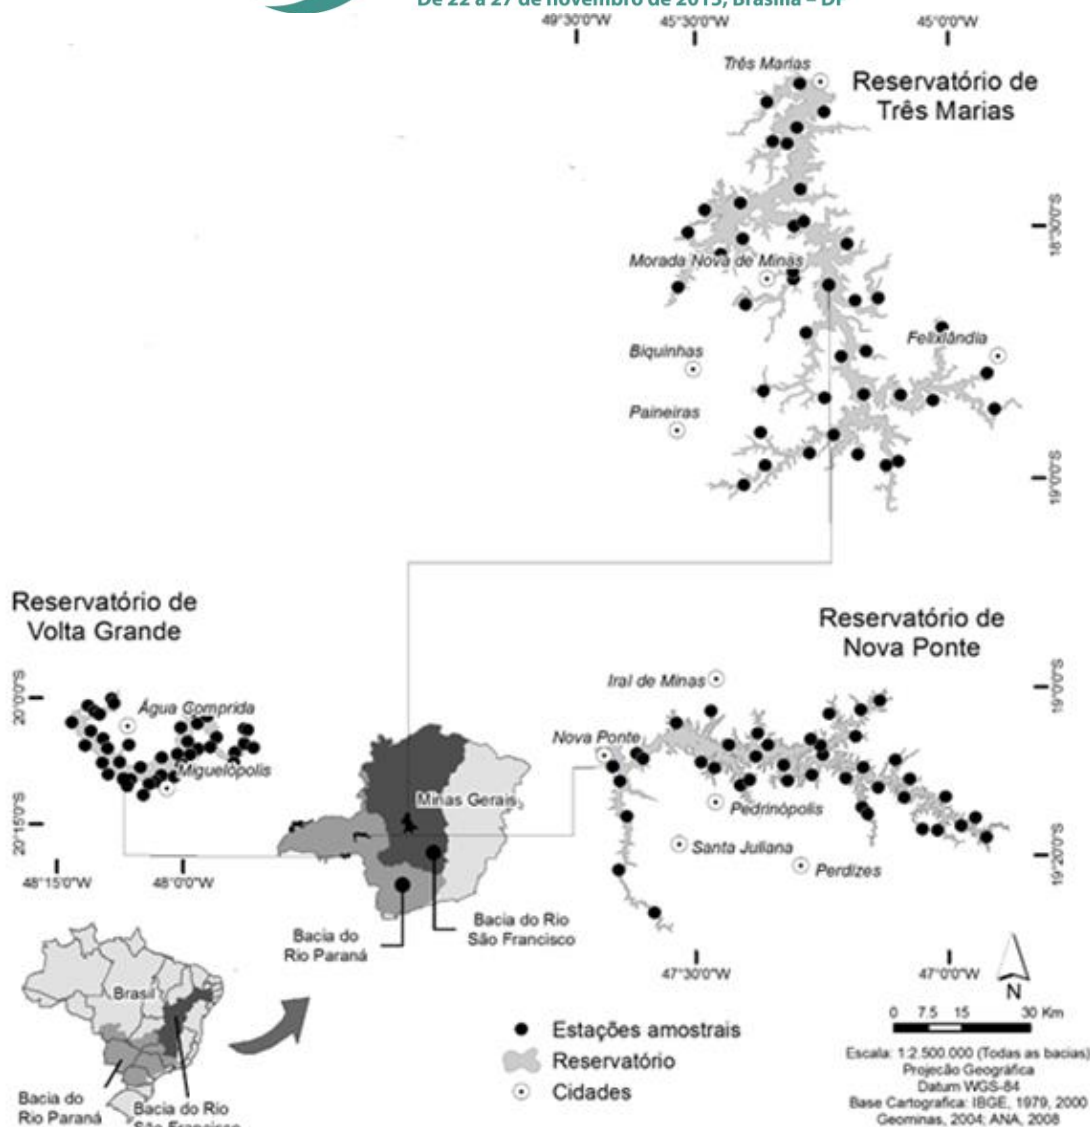 De 22 a 27 de novembro de 2015, Brasília – DF
49°30'0"W
45°30'0"W
45°0'0"W
Três Marias
Reservatório de
Três Marias
18°30'0"S
Morada Nova de Minas
Felixlândia
Biquinhas
Paineiras
19°0'0"S
Reservatório de
Volta Grande
Reservatório de
Nova Ponte
20°0'0"S
Água Comprida
Miguelópolis
20°15'0"S
48°15'0"W
48°0'0"W
Iraí de Minas
19°0'0"S
Nova Ponte
Pedrinópolis
Santa Juliana
Perdizes
19°20'0"S
47°30'0"W
47°0'0"W
Minas Gerais
Bacia do
Rio Paraná
Bacia do Rio
São Francisco
Brasil
Bacia do
Rio Paraná
Bacia do Rio
São Francisco
Estações amostrais
Reservatório
Cidades
N
0 7.5 15 30 Km
Escala: 1:2.500.000 (Todas as bacias)
Projecão Geográfica
Datum WGS-84
Base Cartografica: IBGE, 1979, 2000
Geominas, 2004; ANA, 2008